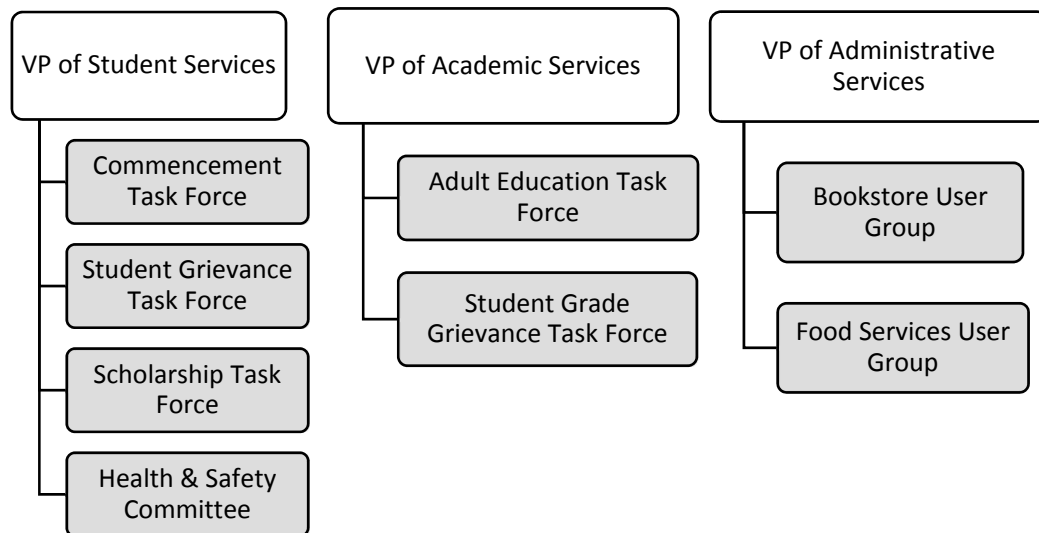 VP of Student Services
Commencement
Task Force
Student Grievance
Task Force
Scholarship Task
Force
Health & Safety
Committee
VP of Academic Services
Adult Education Task
Force
Student Grade
Grievance Task Force
VP of Administrative
Services
Bookstore User
Group
Food Services User
Group